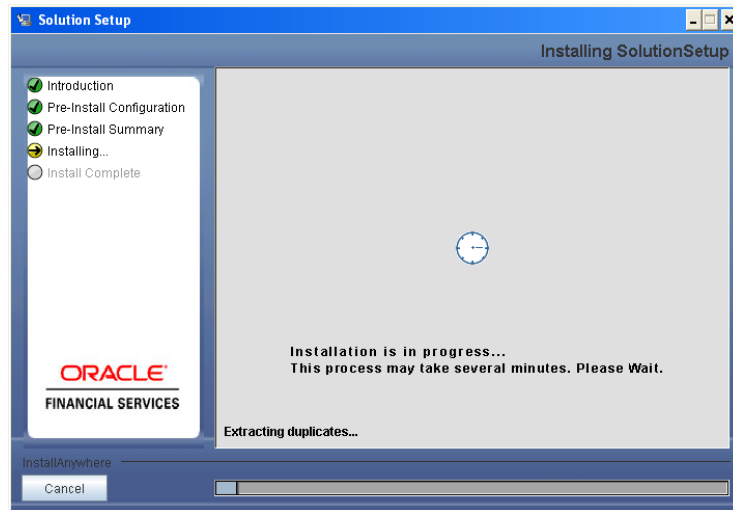 Solution Setup
Installing SolutionSetup
Introduction
Pre-Install Configuration
Pre-Install Summary
Installing...
Install Complete
Installation is in progress...
This process may take several minutes. Please Wait.
ORACLE
FINANCIAL SERVICES
Extracting duplicates...
InstallAnywhere
Cancel